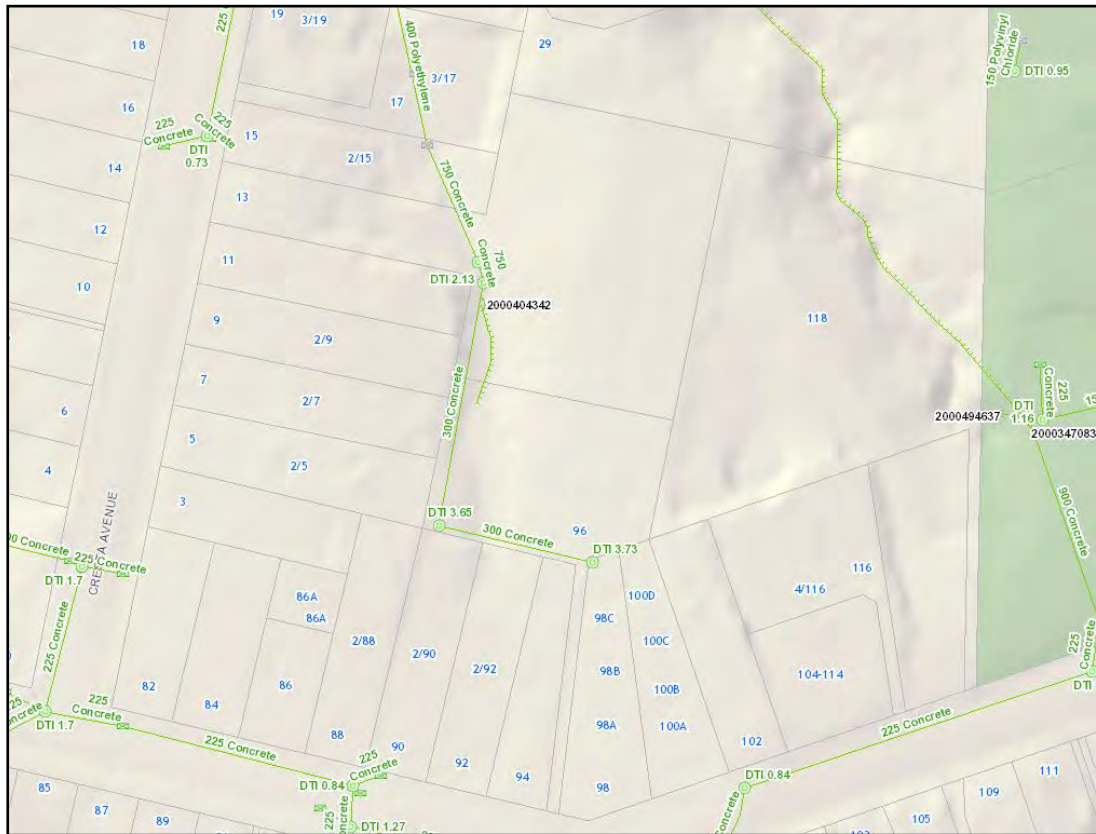 19
3/19
18
225
400 Polyethylene
3/17
29
150 Polyvinyl
Chloride
DTI 0.95
16
17
225
Concrete
225
Concrete
DTI
0.73
15
2/15
14
13
750 Concrete
12
11
750
Concrete
DTI 2.13
10
2000404342
9
2/9
118
7
2/7
6
300 Concrete
225
Concrete
DTI
1.16
2000494637
2000347083
5
2/5
4
3
DTI 3.65
300 Concrete
96
DTI 3.73
900 Concrete
CREETA AVENUE
00 Concrete
225 Concrete
DTI 1.7
116
4/116
100D
86A
86A
98C
2/88
100C
2/90
2/92
225 Concrete
98B
104-114
225
Concrete
82
84
86
100B
98A
100A
225
Concrete
225
Concrete
DTI 1.7
225 Concrete
88
90
102
225 Concrete
92
94
98
225
Concrete
DTI 0.84
DTI 0.84
85
87
89
225
DTI 1.27
111
109
105